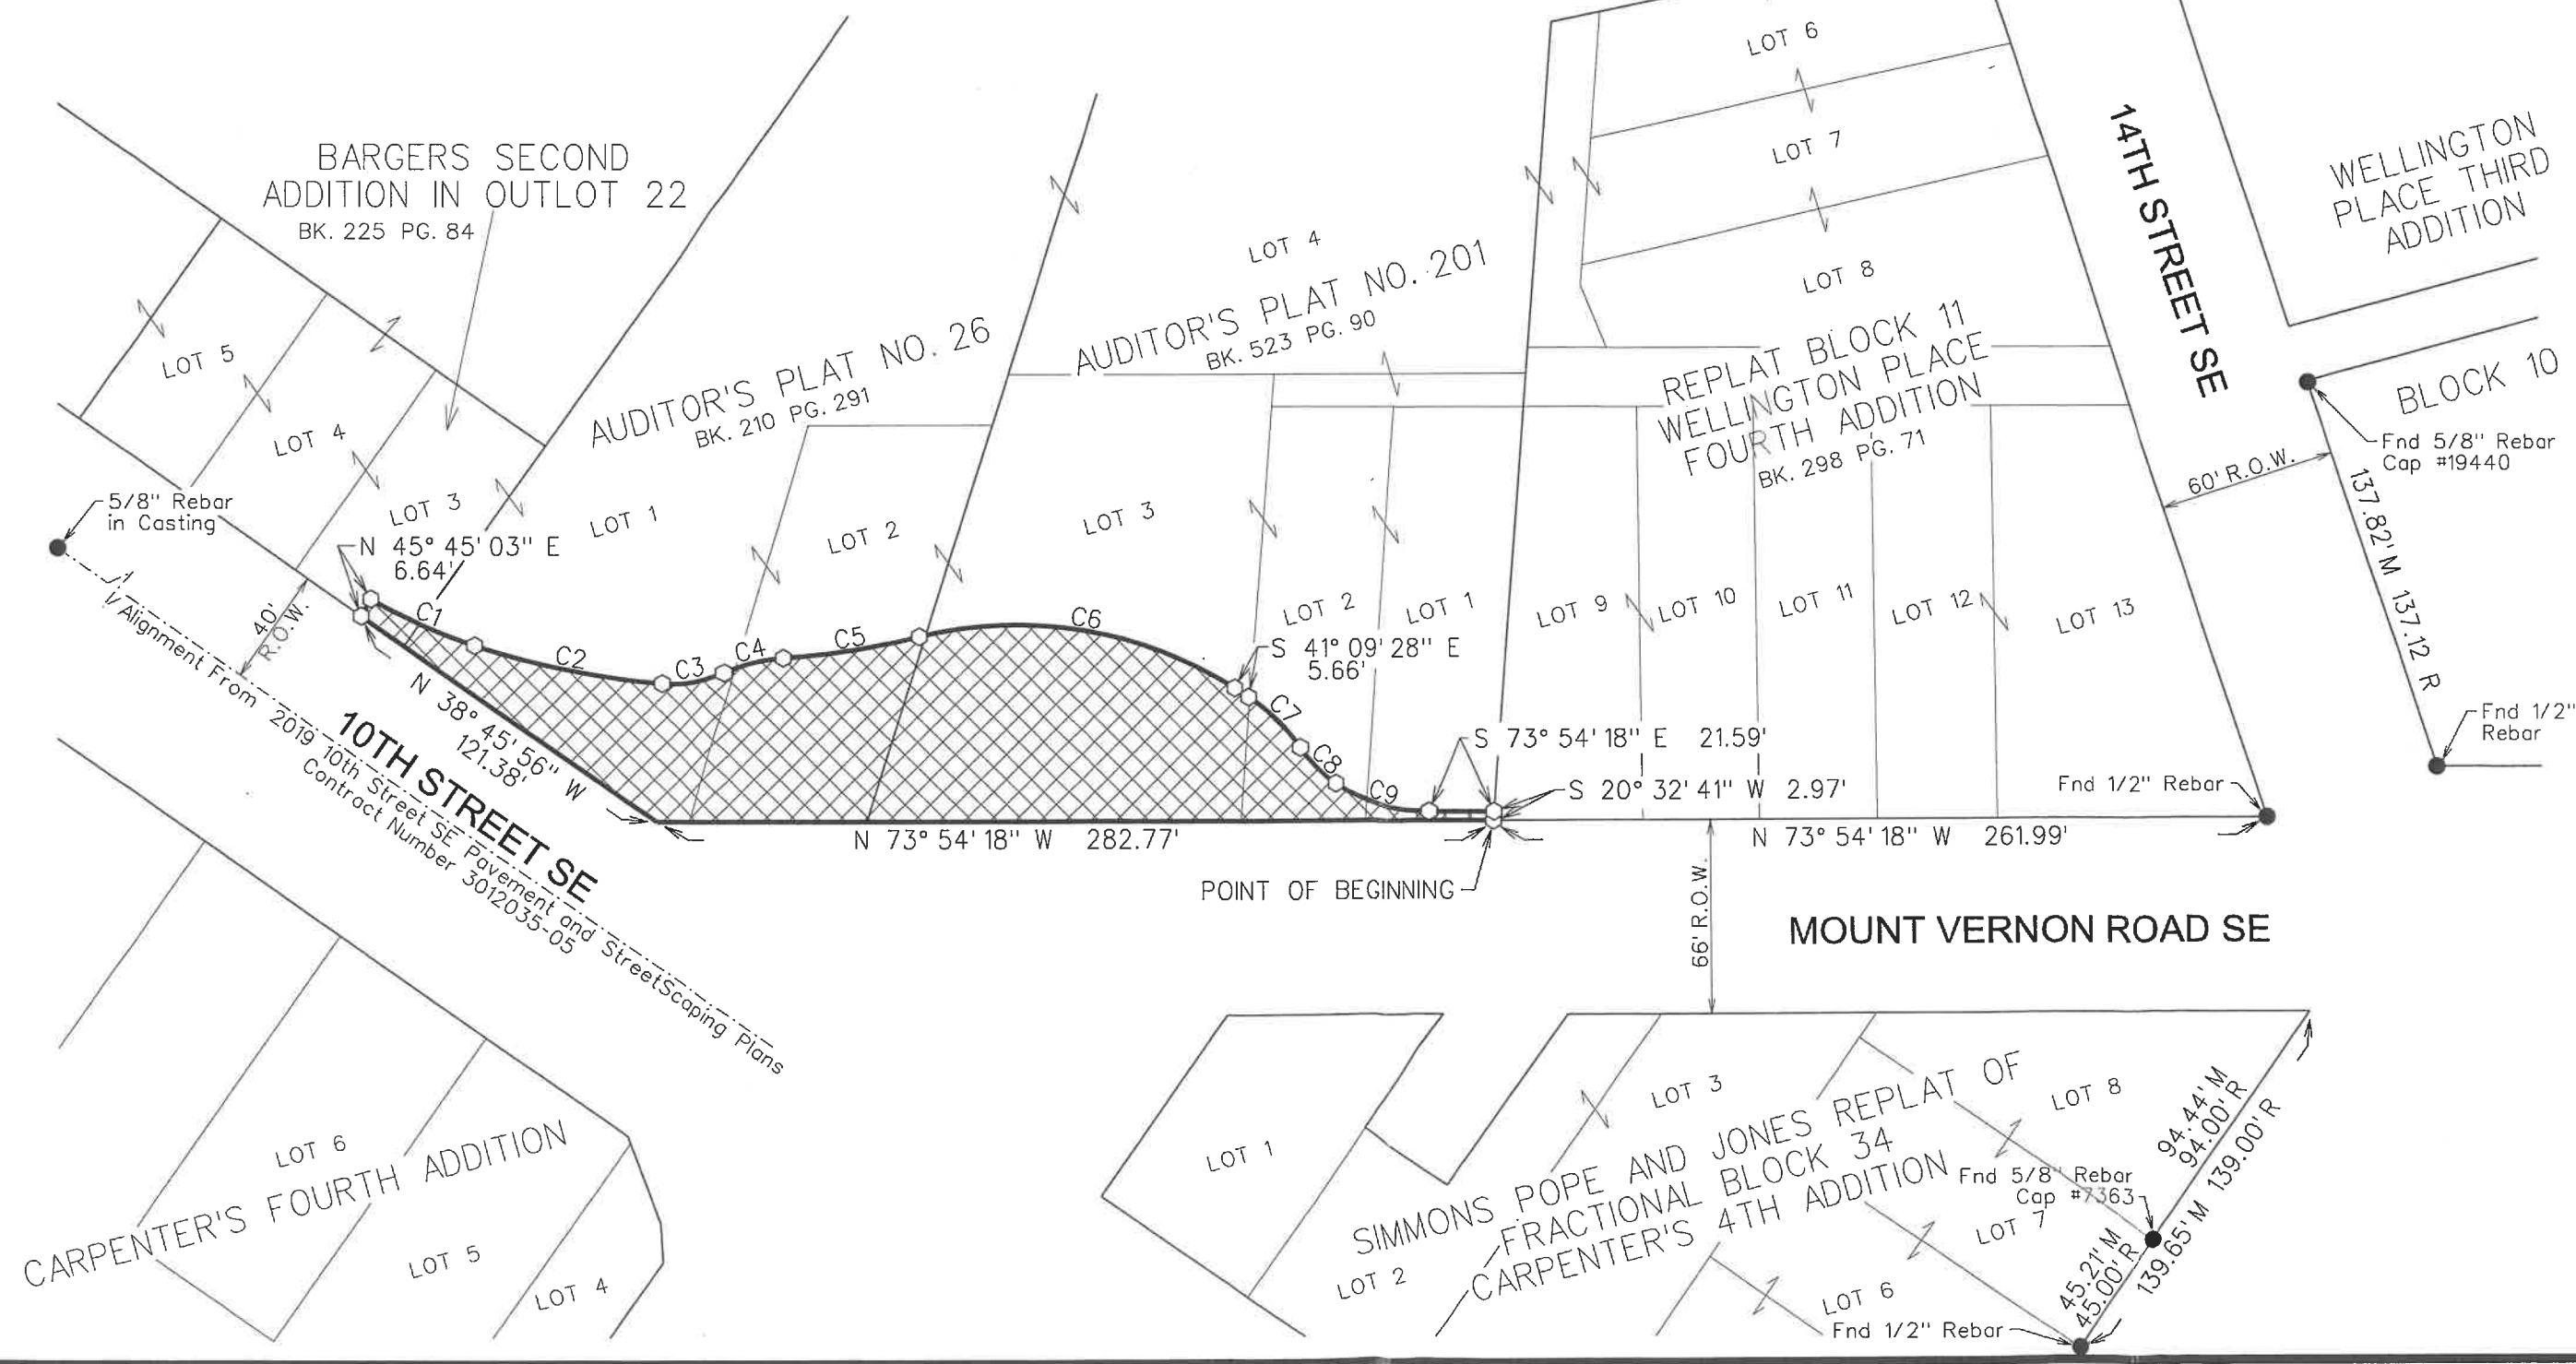 LOT 6
LOT 7
LOT 8
14TH STREET SE
WELLINGTON
PLACE THIRD
ADDITION
BARGERS SECOND
ADDITION IN OUTLOT 22
BK. 225 PG. 84
LOT 4
AUDITOR'S PLAT NO. 201
BK. 523 PG. 90
AUDITOR'S PLAT NO. 26
BK. 210 PG. 291
REPLAT BLOCK 11
WELLINGTON PLACE
FOURTH ADDITION
BK. 298 PG. 71
BLOCK 10
Fnd 5/8" Rebar
Cap #19440
60' R.O.W.
137.82' M 137.12 R
LOT 5
LOT 4
LOT 3
LOT 1
LOT 2
LOT 3
LOT 2
LOT 1
LOT 9
LOT 10
LOT 11
LOT 12
LOT 13
5/8" Rebar
in Casting
N 45° 45' 03" E
6.64'
40'
R.O.W.
C1
C2
C3
C4
C5
C6
S 41° 09' 28" E
5.66'
C7
C8
C9
S 73° 54' 18" E 21.59'
S 20° 32' 41" W 2.97'
Fnd 1/2" Rebar
Fnd 1/2"
Rebar
N 38° 45' 56" W
121.38'
N 73° 54' 18" W 282.77'
N 73° 54' 18" W 261.99'
POINT OF BEGINNING
66' R.O.W.
MOUNT VERNON ROAD SE
10TH STREET SE
Alignment From 2019 10th Street SE Pavement and StreetScaping Plans
Contract Number 3012035-05
LOT 6
CARPENTER'S FOURTH ADDITION
LOT 5
LOT 4
LOT 1
LOT 2
LOT 3
SIMMONS POPE AND JONES REPLAT OF
FRACTIONAL BLOCK 34
CARPENTER'S 4TH ADDITION
LOT 8
LOT 7
LOT 6
94.44' M
94.00' R
139.65' M 139.00' R
Fnd 5/8" Rebar
Cap #7363
45.21' M
45.00' R
Fnd 1/2" Rebar